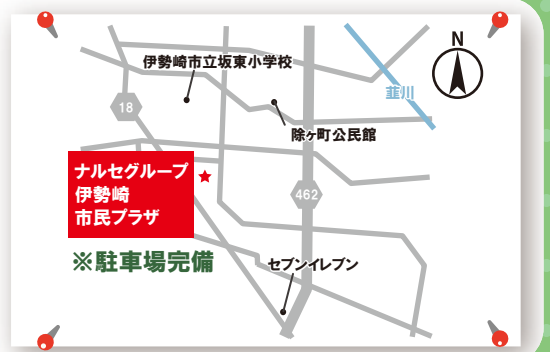 N
伊勢崎市立坂東小学校
韮川
18
除ヶ町公民館
ナルセグループ
伊勢崎
市民プラザ
462
※駐車場完備
セブンイレブン